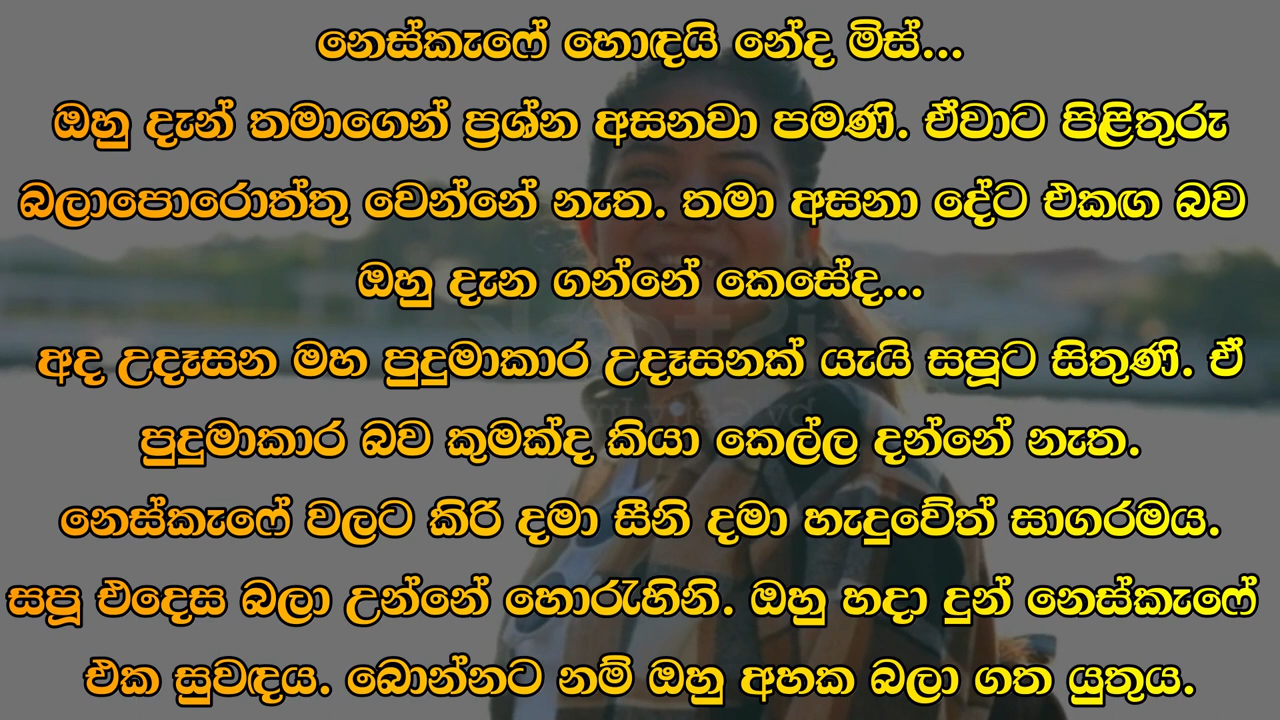 නෙස්කැෆේ හොඳයි නේද මිස්...
ඔහු දැන් තමාගෙන් ප්‍රශ්න අසනවා පමණි. ඒවාට පිළිතුරු
බලාපොරොත්තු වෙන්නේ නැත. තමා අසනා දේට එකඟ බව
ඔහු දැන ගන්නේ කෙසේද...
අද උදෑසන මහ පුදුමාකාර උදෑසනක් යැයි සපූට සිතුණි. ඒ
පුදුමාකාර බව කුමක්ද කියා කෙල්ල දන්නේ නැත.
නෙස්කැෆේ වලට කිරි දමා සීනි දමා හැදුවේත් සාගරමය.
සපූ එදෙස බලා උන්නේ හොරැහිනි. ඔහු හදා දුන් නෙස්කැෆේ
එක සුවඳය. බොන්නට නම් ඔහු අහක බලා ගත යුතුය.